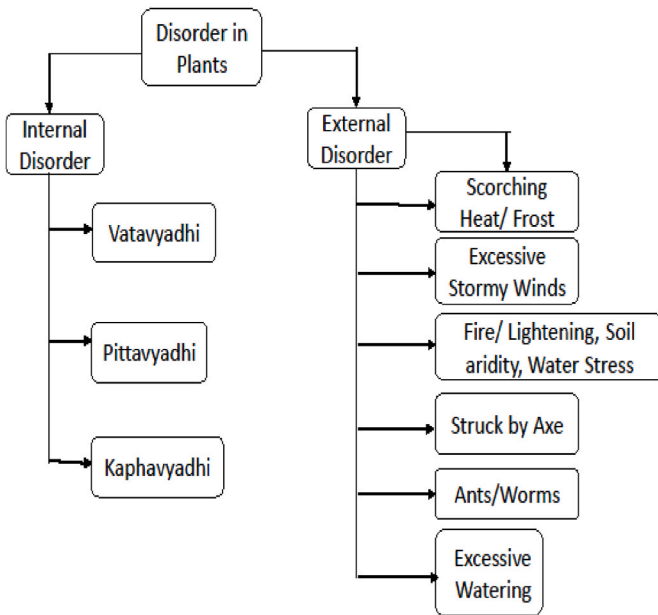 Disorder in
Plants
Internal
Disorder
Vatavyadhi
Pittavyadhi
Kaphavyadhi
External
Disorder
Scorching
Heat/ Frost
Excessive
Stormy Winds
Fire/ Lightening, Soil
aridity, Water Stress
Struck by Axe
Ants/Worms
Excessive
Watering